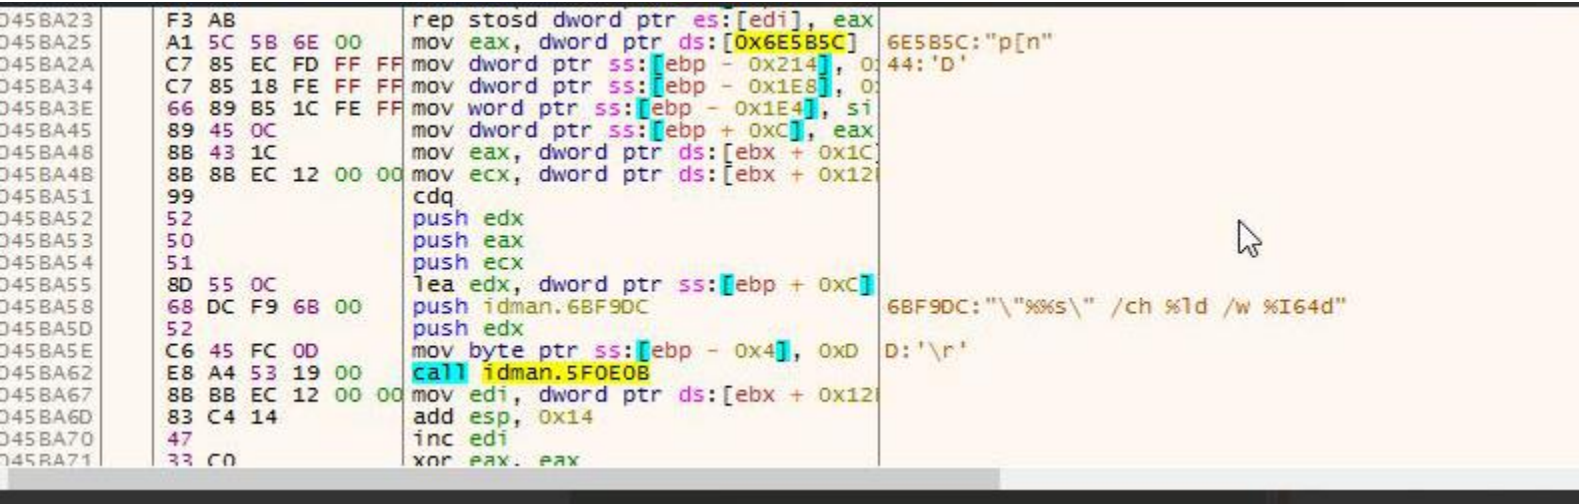 045BA23 F3 AB rep stosd dword ptr es:[edi], eax
045BA25 A1 5C 5B 6E 00 mov eax, dword ptr ds:[0x6E5B5C] 6E5B5C:"p[n"
045BA2A C7 85 EC FD FF FF mov dword ptr ss:[ebp - 0x214], 0 44:'D'
045BA34 C7 85 18 FE FF FF mov dword ptr ss:[ebp - 0x1E8], 0
045BA3E 66 89 B5 1C FE FF mov word ptr ss:[ebp - 0x1E4], si
045BA45 89 45 0C mov dword ptr ss:[ebp + 0xC], eax
045BA48 8B 43 1C mov eax, dword ptr ds:[ebx + 0x1C]
045BA4B 8B 8B EC 12 00 00 mov ecx, dword ptr ds:[ebx + 0x12
045BA51 99 cdq
045BA52 52 push edx
045BA53 50 push eax
045BA54 51 push ecx
045BA55 8D 55 0C lea edx, dword ptr ss:[ebp + 0xC]
045BA58 68 DC F9 6B 00 push idman.6BF9DC 6BF9DC:"\"%%s\" /ch %ld /w %I64d"
045BA5D 52 push edx
045BA5E C6 45 FC 0D mov byte ptr ss:[ebp - 0x4], 0xD D:'\r'
045BA62 E8 A4 53 19 00 call idman.5F0E0B
045BA67 8B BB EC 12 00 00 mov edi, dword ptr ds:[ebx + 0x12
045BA6D 83 C4 14 add esp, 0x14
045BA70 47 inc edi
045BA71 33 C0 xor eax, eax